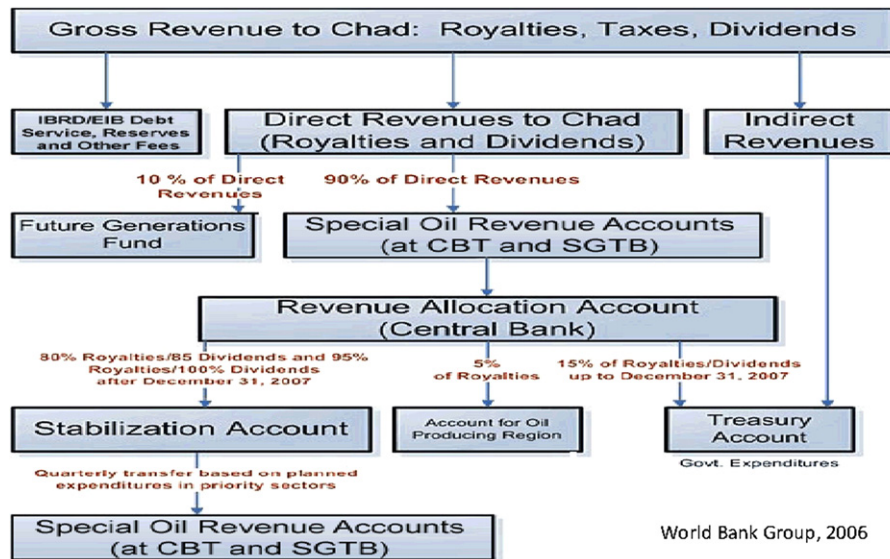 Gross Revenue to Chad: Royalties, Taxes, Dividends
IBRD/EIB Debt
Service, Reserves
and Other Fees
Direct Revenues to Chad
(Royalties and Dividends)
Indirect
Revenues
10 % of Direct
Revenues
90% of Direct Revenues
Future Generations
Fund
Special Oil Revenue Accounts
(at CBT and SGTB)
Revenue Allocation Account
(Central Bank)
80% Royalties/85 Dividends and 95%
Royalties/100% Dividends
after December 31, 2007
5%
of Royalties
15% of Royalties/Dividends
up to December 31, 2007
Stabilization Account
Account for Oil
Producing Region
Treasury
Account
Govt. Expenditures
Quarterly transfer based on planned
expenditures in priority sectors
Special Oil Revenue Accounts
(at CBT and SGTB)
World Bank Group, 2006